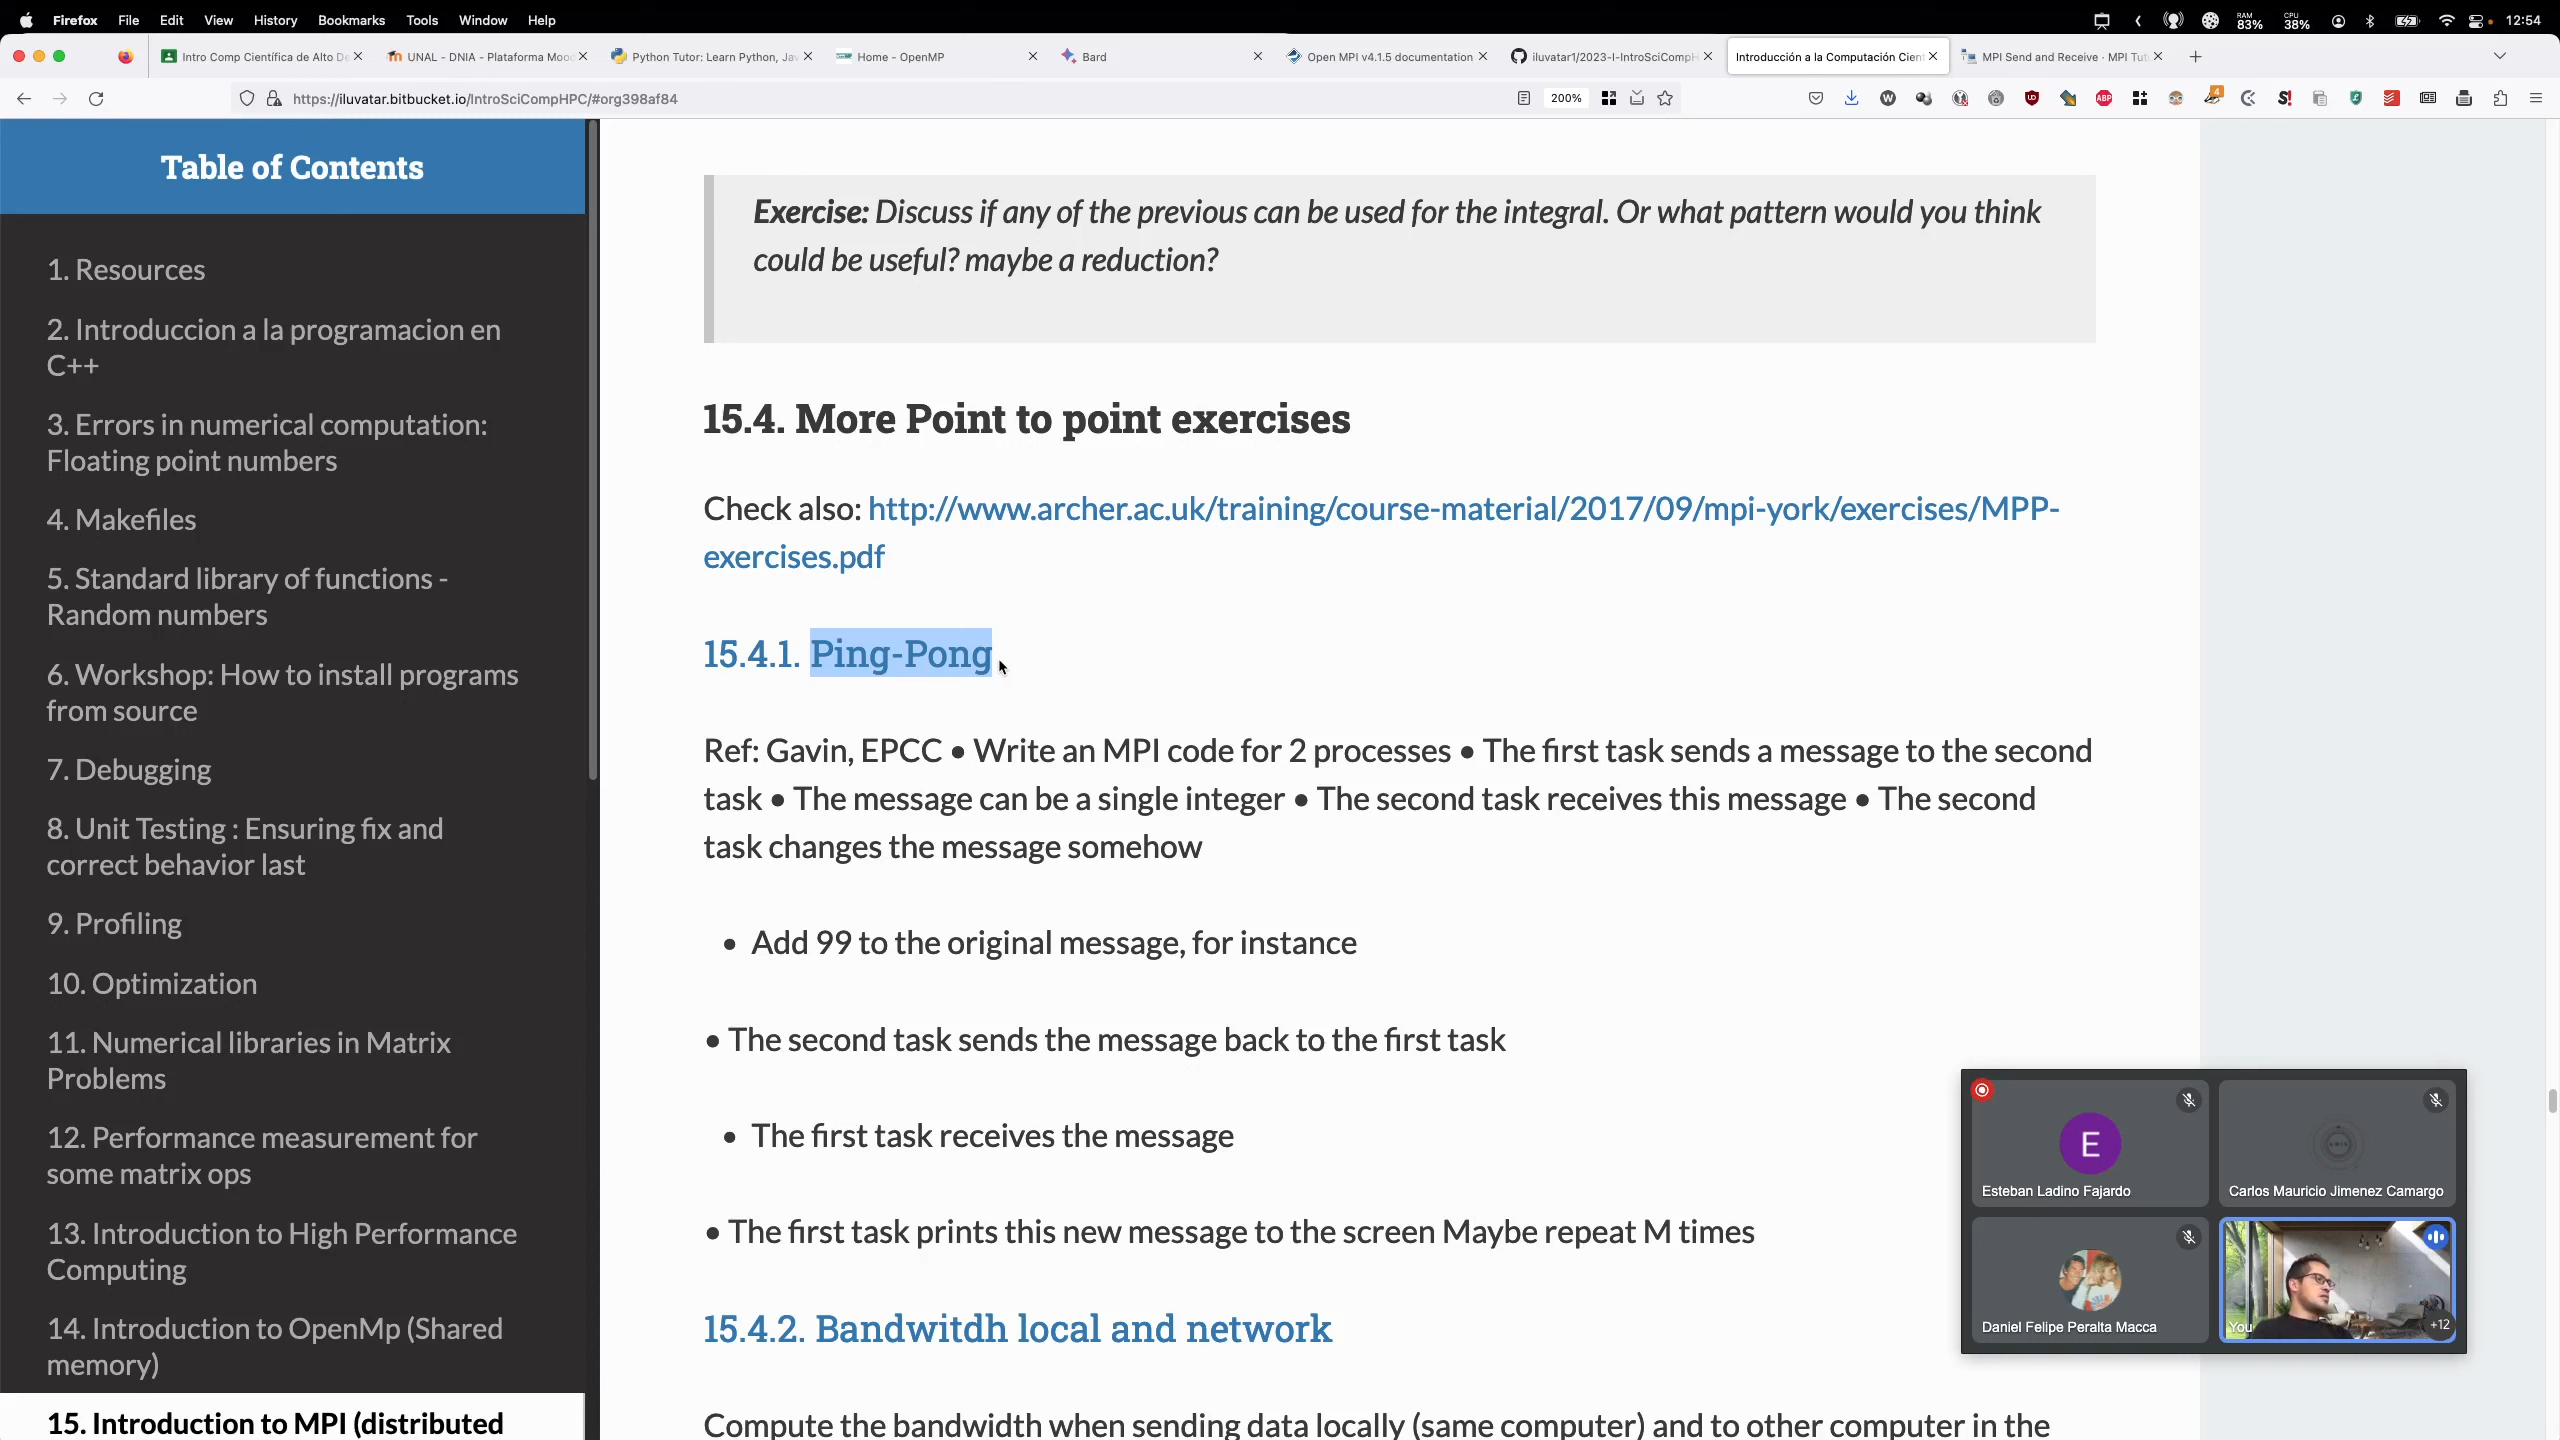 Firefox File Edit View History Bookmarks Tools Window Help RAM 83% CPU 38% 12:54
Intro Comp Científica de Alto De UNAL - DNIA - Plataforma Mood Python Tutor: Learn Python, Jav Home - OpenMP Bard Open MPI v4.1.5 documentation iluvatar1/2023-I-IntroSciCompH Introducción a la Computación Cient MPI Send and Receive · MPI Tut
https://iluvatar.bitbucket.io/IntroSciCompHPC/#org398af84 200%
Table of Contents
1. Resources
2. Introduccion a la programacion en
C++
3. Errors in numerical computation:
Floating point numbers
4. Makefiles
5. Standard library of functions -
Random numbers
6. Workshop: How to install programs
from source
7. Debugging
8. Unit Testing : Ensuring fix and
correct behavior last
9. Profiling
10. Optimization
11. Numerical libraries in Matrix
Problems
12. Performance measurement for
some matrix ops
13. Introduction to High Performance
Computing
14. Introduction to OpenMp (Shared
memory)
15. Introduction to MPI (distributed
Exercise: Discuss if any of the previous can be used for the integral. Or what pattern would you think
could be useful? maybe a reduction?
15.4. More Point to point exercises
Check also: http://www.archer.ac.uk/training/course-material/2017/09/mpi-york/exercises/MPP-
exercises.pdf
15.4.1. Ping-Pong
Ref: Gavin, EPCC • Write an MPI code for 2 processes • The first task sends a message to the second
task • The message can be a single integer • The second task receives this message • The second
task changes the message somehow
• Add 99 to the original message, for instance
• The second task sends the message back to the first task
• The first task receives the message
• The first task prints this new message to the screen Maybe repeat M times
15.4.2. Bandwitdh local and network
Compute the bandwidth when sending data locally (same computer) and to other computer in the
E
Esteban Ladino Fajardo
Carlos Mauricio Jimenez Camargo
Daniel Felipe Peralta Macca
You
+12